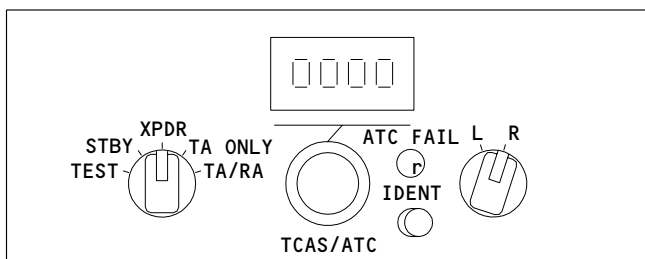 0000
XPDR
STBY TA ONLY
TEST TA/RA
ATC FAIL
r
L R
IDENT
TCAS/ATC